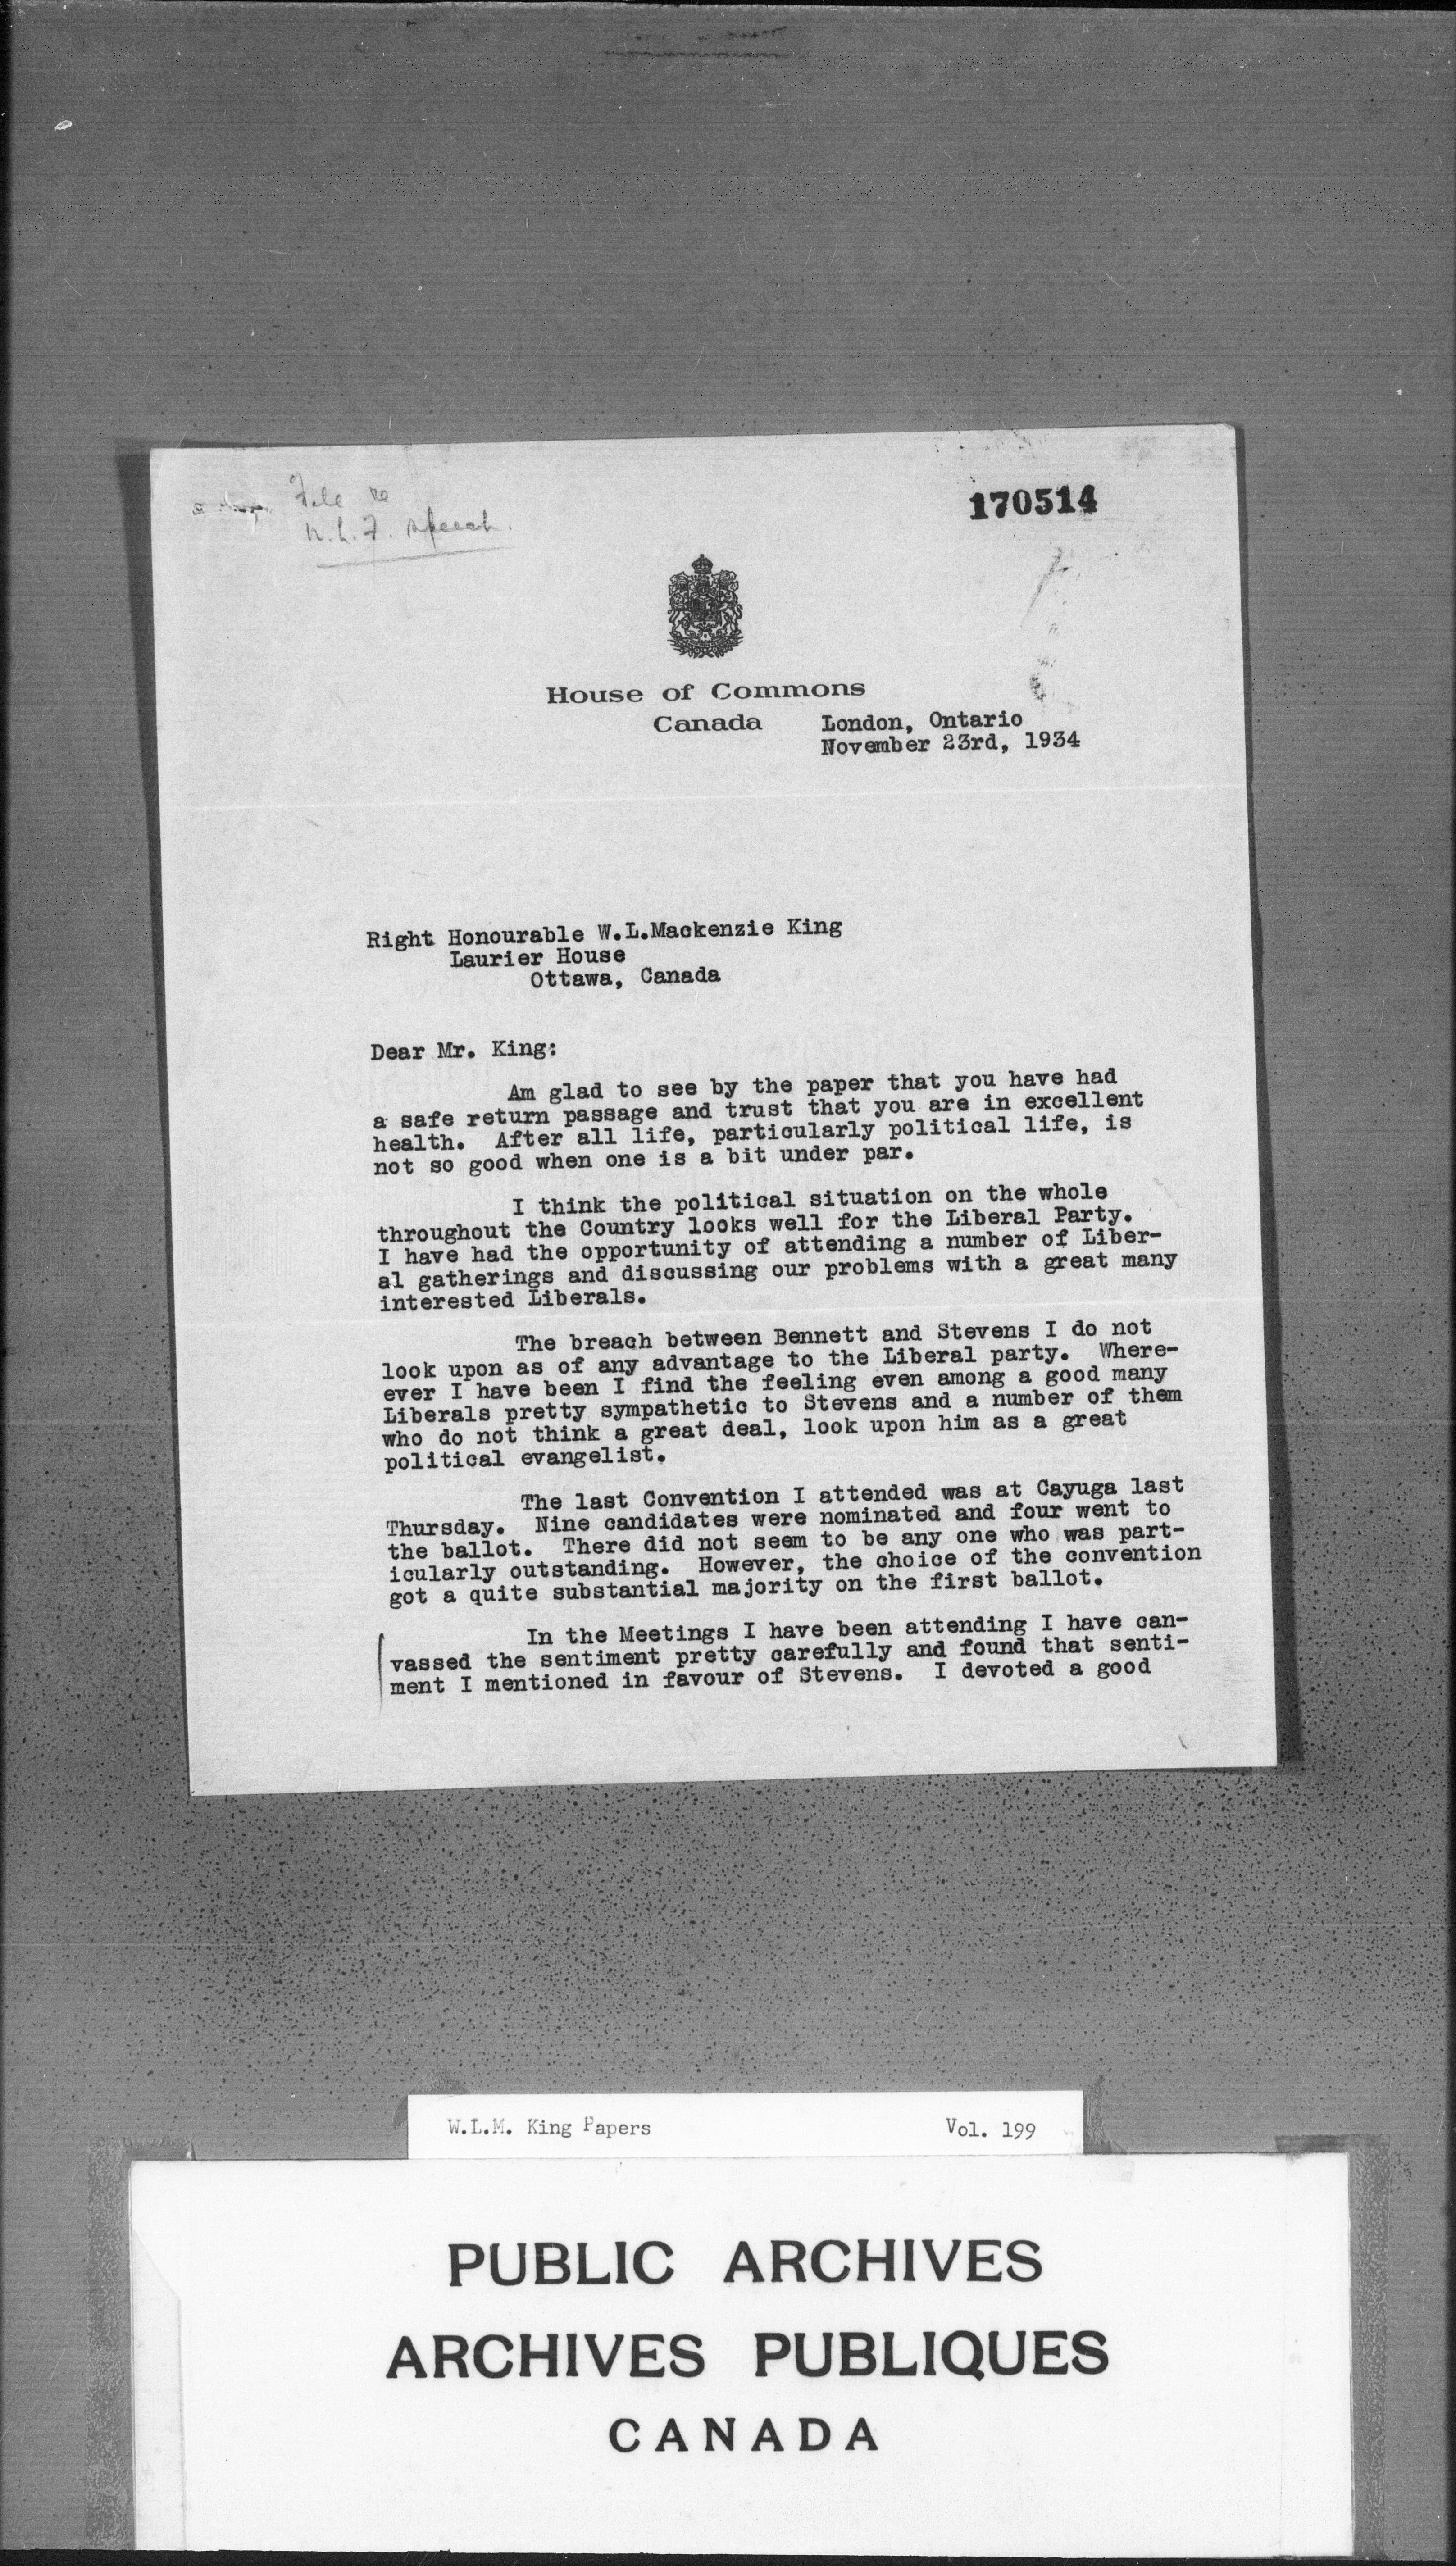 File re
N.L.F. speech.
170514
House of Commons
Canada
London, Ontario
November 23rd, 1934
Right Honourable W.L.Mackenzie King
Laurier House
Ottawa, Canada
Dear Mr. King:
Am glad to see by the paper that you have had
a safe return passage and trust that you are in excellent
health. After all life, particularly political life, is
not so good when one is a bit under par.
I think the political situation on the whole
throughout the Country looks well for the Liberal Party.
I have had the opportunity of attending a number of Liber-
al gatherings and discussing our problems with a great many
interested Liberals.
The breach between Bennett and Stevens I do not
look upon as of any advantage to the Liberal party. Where-
ever I have been I find the feeling even among a good many
Liberals pretty sympathetic to Stevens and a number of them
who do not think a great deal, look upon him as a great
political evangelist.
The last Convention I attended was at Cayuga last
Thursday. Nine candidates were nominated and four went to
the ballot. There did not seem to be any one who was part-
icularly outstanding. However, the choice of the convention
got a quite substantial majority on the first ballot.
In the Meetings I have been attending I have can-
vassed the sentiment pretty carefully and found that senti-
ment I mentioned in favour of Stevens. I devoted a good
W.L.M. King Papers Vol. 199
PUBLIC ARCHIVES
ARCHIVES PUBLIQUES
CANADA